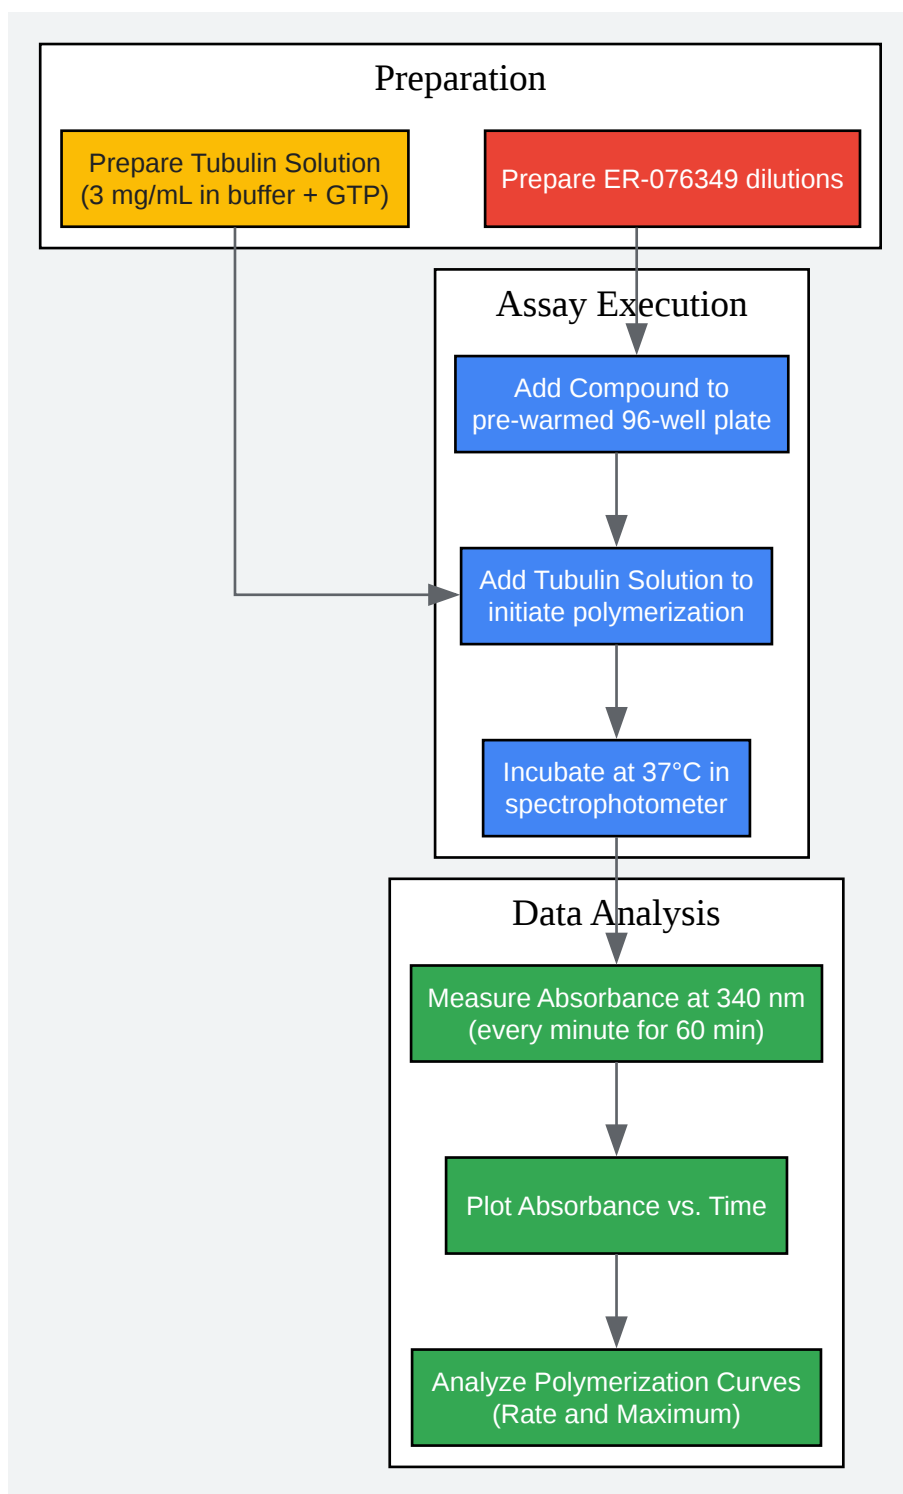 Preparation
Prepare Tubulin Solution
(3 mg/mL in buffer + GTP)
Prepare ER-076349 dilutions
Assay Execution
Add Compound to
pre-warmed 96-well plate
Add Tubulin Solution to
initiate polymerization
Incubate at 37°C in
spectrophotometer
Data Analysis
Measure Absorbance at 340 nm
(every minute for 60 min)
Plot Absorbance vs. Time
Analyze Polymerization Curves
(Rate and Maximum)